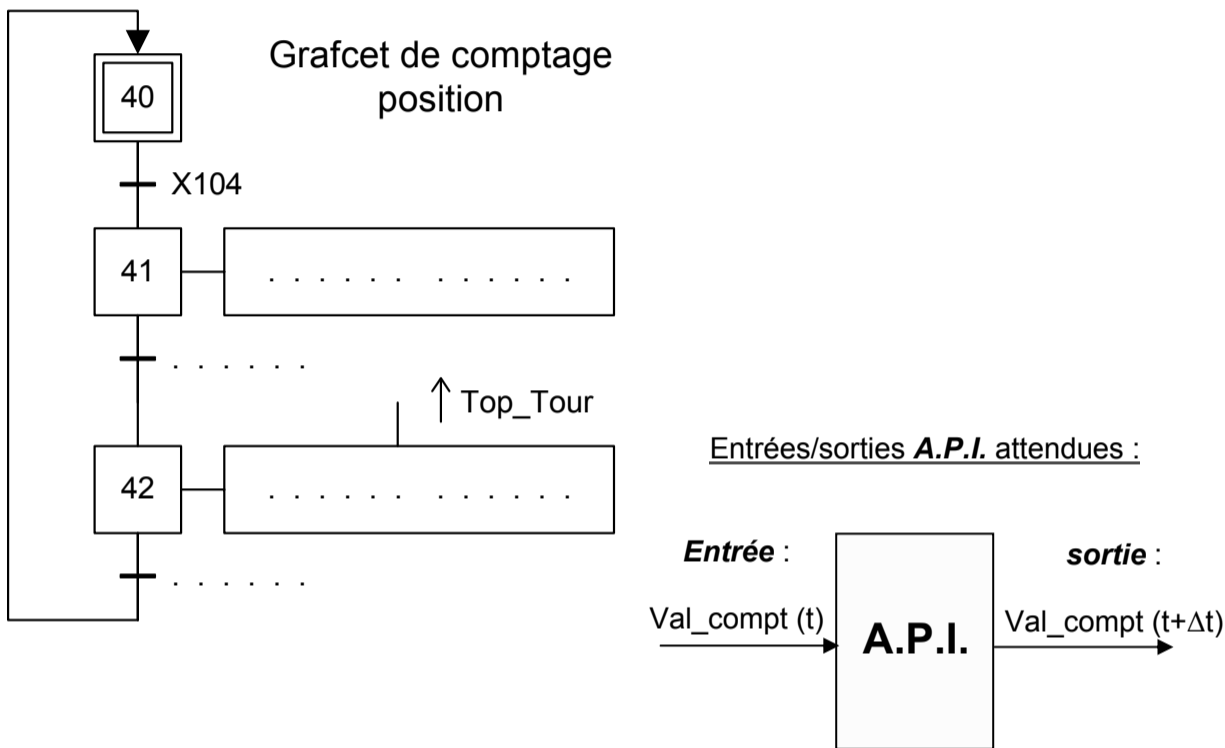 Grafcet de comptage
position
40
X104
41
. . . . . . . . . . . .
. . . . . .
↑ Top_Tour
42
. . . . . . . . . . . .
. . . . . .
Entrées/sorties A.P.I. attendues :
Entrée :
sortie :
Val_compt (t)
A.P.I.
Val_compt (t+Δt)